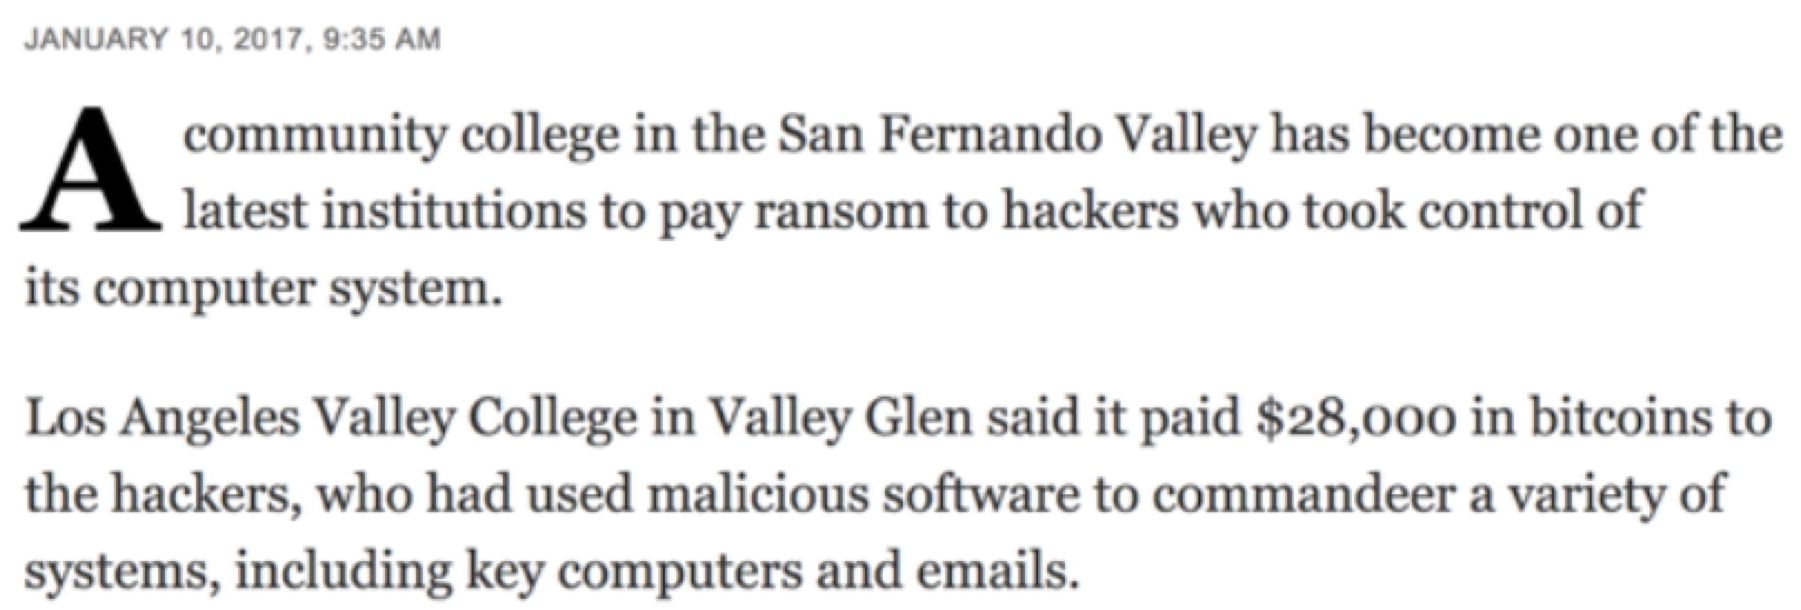 JANUARY 10, 2017, 9:35 AM
A community college in the San Fernando Valley has become one of the
latest institutions to pay ransom to hackers who took control of
its computer system.
Los Angeles Valley College in Valley Glen said it paid $28,000 in bitcoins to
the hackers, who had used malicious software to commandeer a variety of
systems, including key computers and emails.